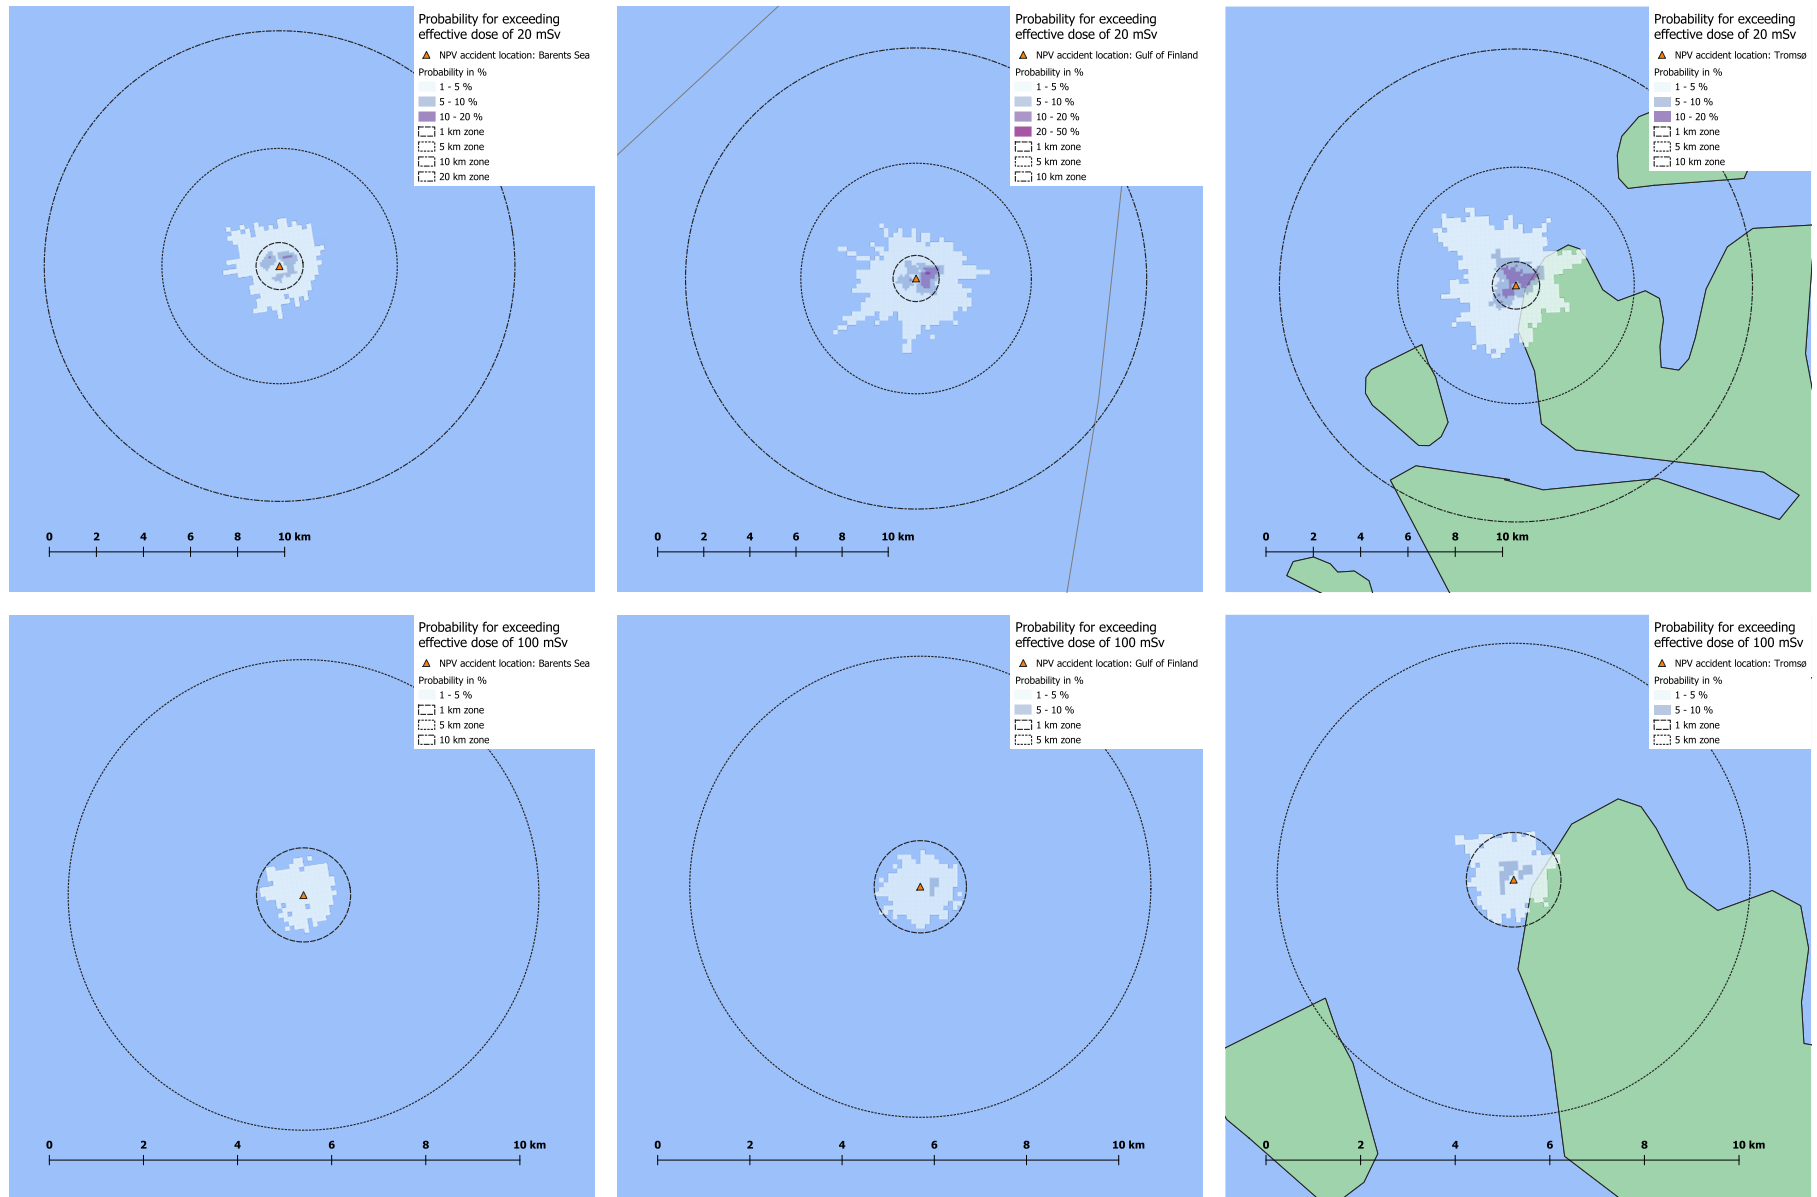 Probability for exceeding
effective dose of 20 mSv
NPV accident location: Barents Sea
Probability in %
1 - 5 %
5 - 10 %
10 - 20 %
1 km zone
5 km zone
10 km zone
20 km zone
0 2 4 6 8 10 km
Probability for exceeding
effective dose of 20 mSv
NPV accident location: Gulf of Finland
Probability in %
1 - 5 %
5 - 10 %
10 - 20 %
20 - 50 %
1 km zone
5 km zone
10 km zone
0 2 4 6 8 10 km
Probability for exceeding
effective dose of 20 mSv
NPV accident location: Tromsø
Probability in %
1 - 5 %
5 - 10 %
10 - 20 %
1 km zone
5 km zone
10 km zone
0 2 4 6 8 10 km
Probability for exceeding
effective dose of 100 mSv
NPV accident location: Barents Sea
Probability in %
1 - 5 %
1 km zone
5 km zone
10 km zone
0 2 4 6 8 10 km
Probability for exceeding
effective dose of 100 mSv
NPV accident location: Gulf of Finland
Probability in %
1 - 5 %
5 - 10 %
1 km zone
5 km zone
0 2 4 6 8 10 km
Probability for exceeding
effective dose of 100 mSv
NPV accident location: Tromsø
Probability in %
1 - 5 %
5 - 10 %
1 km zone
5 km zone
0 2 4 6 8 10 km